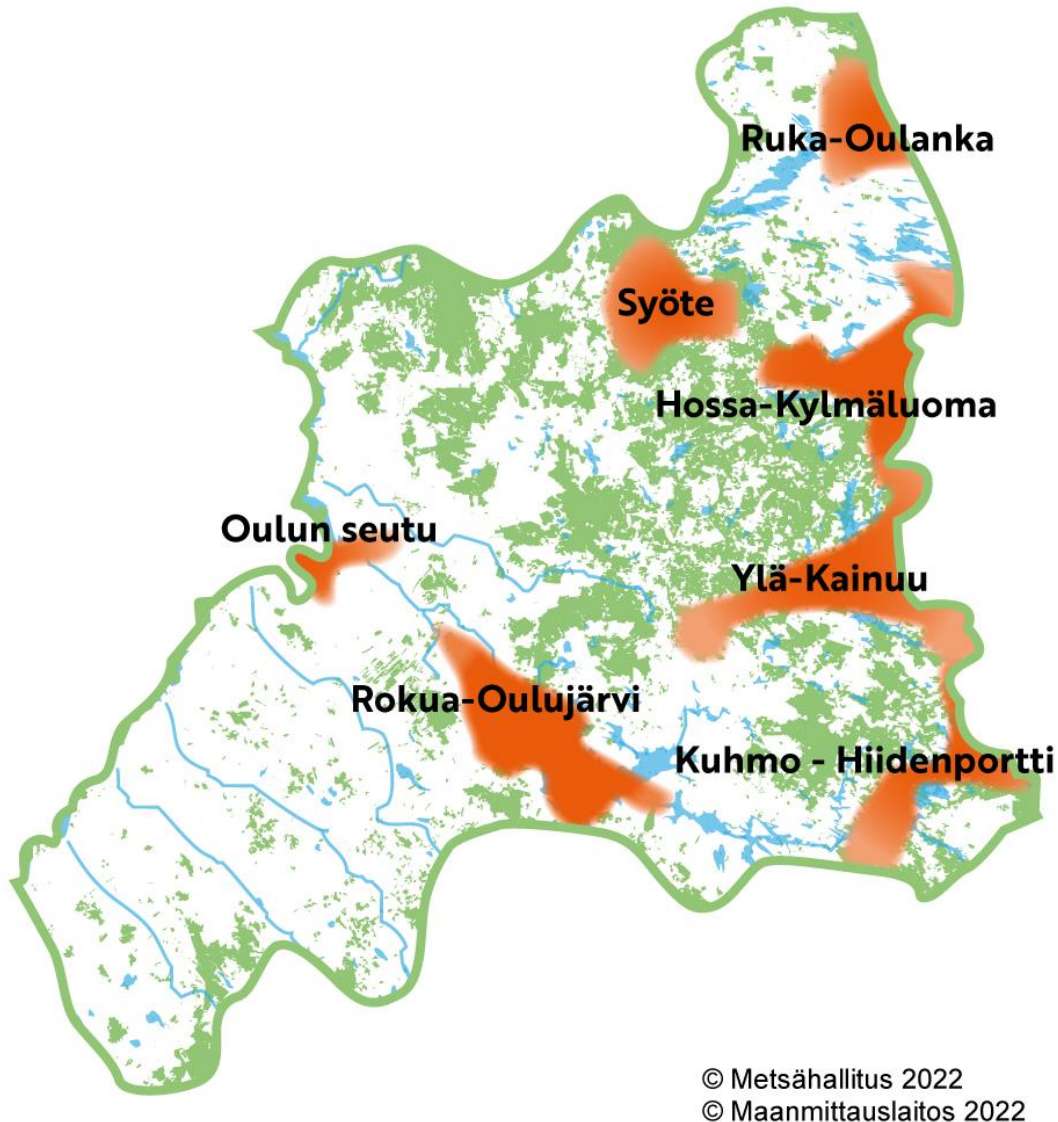 Ruka-Oulanka
Syöte
Hossa-Kylmäluoma
Oulun seutu
Ylä-Kainuu
Rokua-Oulujärvi
Kuhmo - Hiidenportti
© Metsähallitus 2022
© Maanmittauslaitos 2022